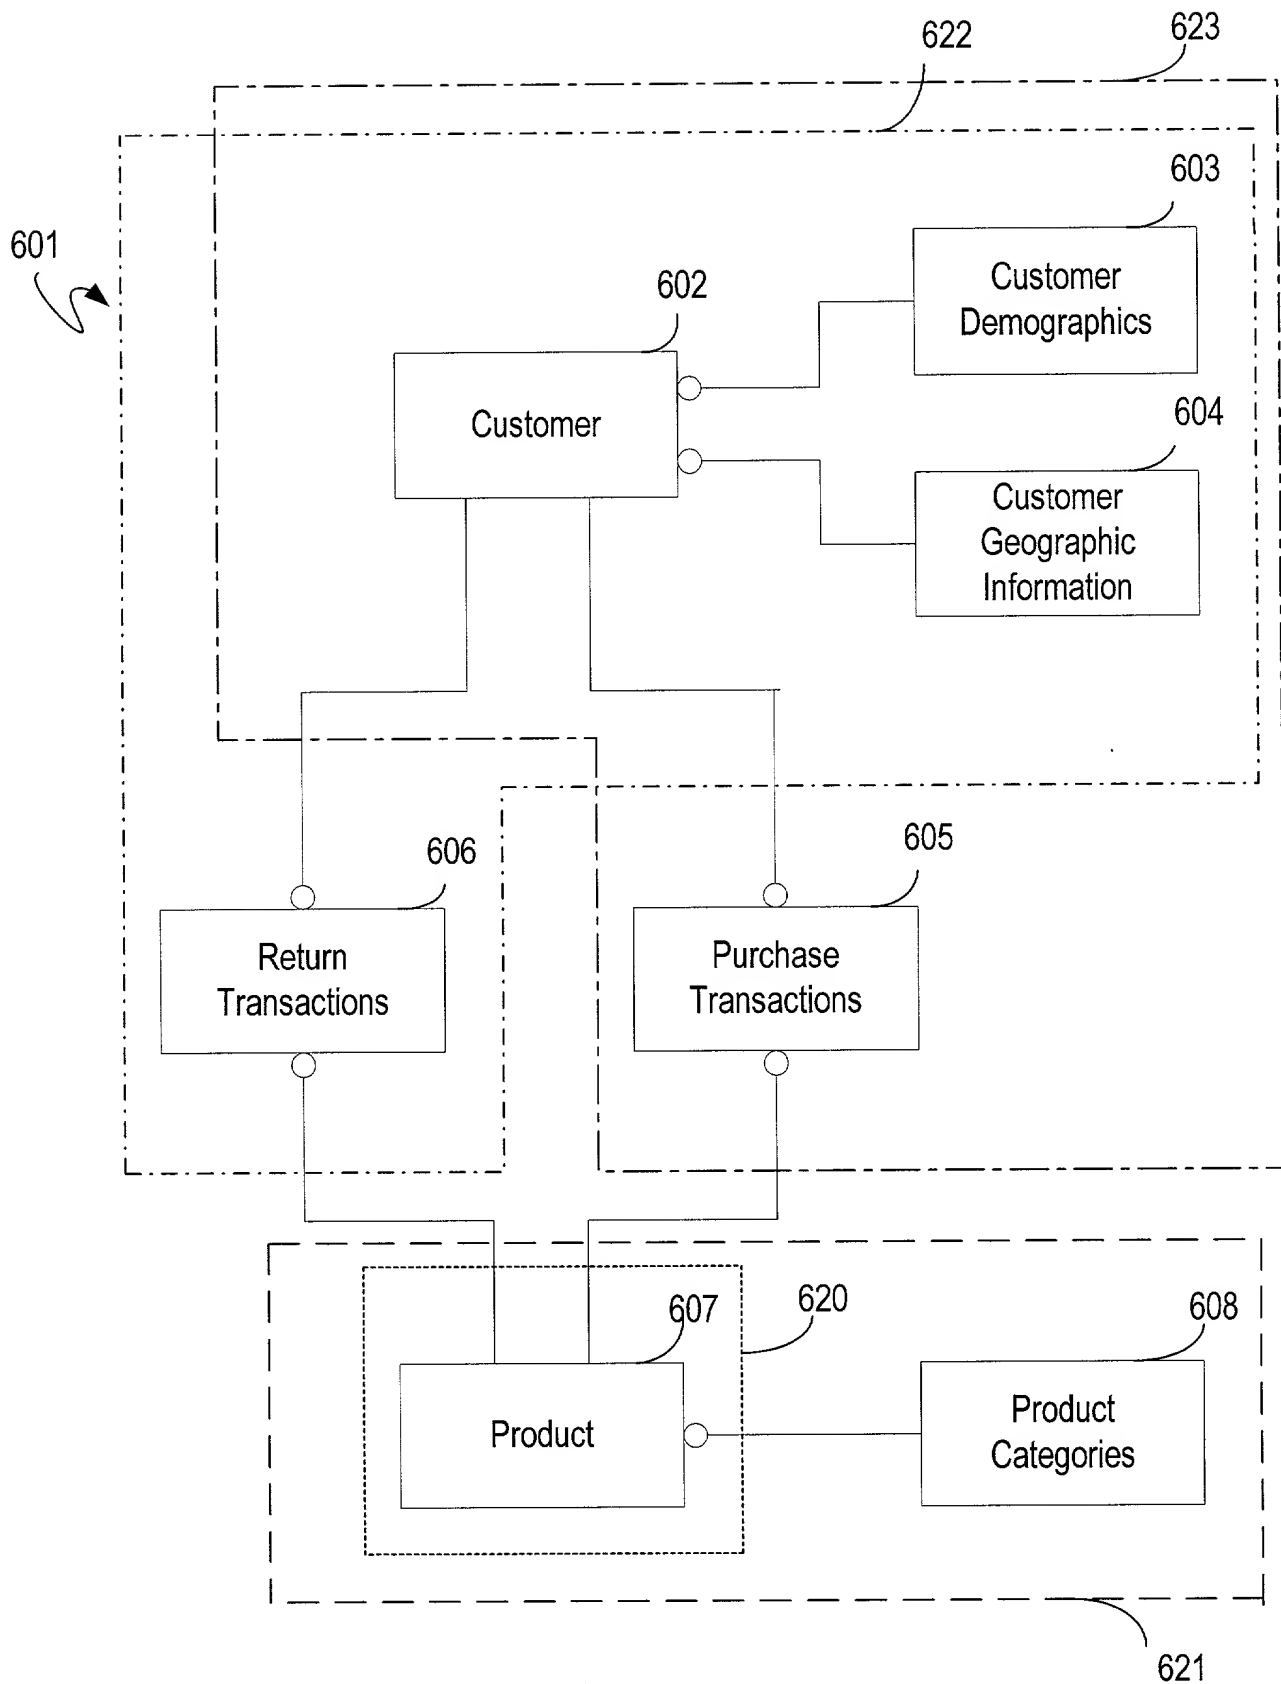 623
622
603
601
Customer
Demographics
602
Customer
604
Customer
Geographic
Information
606
605
Return
Transactions
Purchase
Transactions
607
620
608
Product
Product
Categories
621